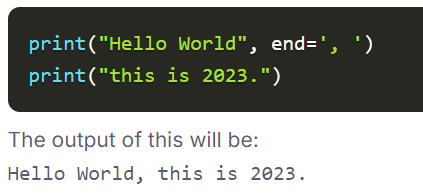 print("Hello World", end=', ')
print("this is 2023.")
The output of this will be:
Hello World, this is 2023.